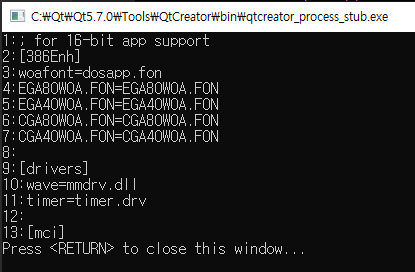 C:₩Qt₩Qt5.7.0₩Tools₩QtCreator₩bin₩qtcreator_process_stub.exe
1:; for 16-bit app support
2:[386Enh]
3:woafont=dosapp.fon
4:EGA80WOA.FON=EGA80WOA.FON
5:EGA40WOA.FON=EGA40WOA.FON
6:CGA80WOA.FON=CGA80WOA.FON
7:CGA40WOA.FON=CGA40WOA.FON
8:
9:[drivers]
10:wave=mmdrv.dll
11:timer=timer.drv
12:
13:[mci]
Press <RETURN> to close this window...